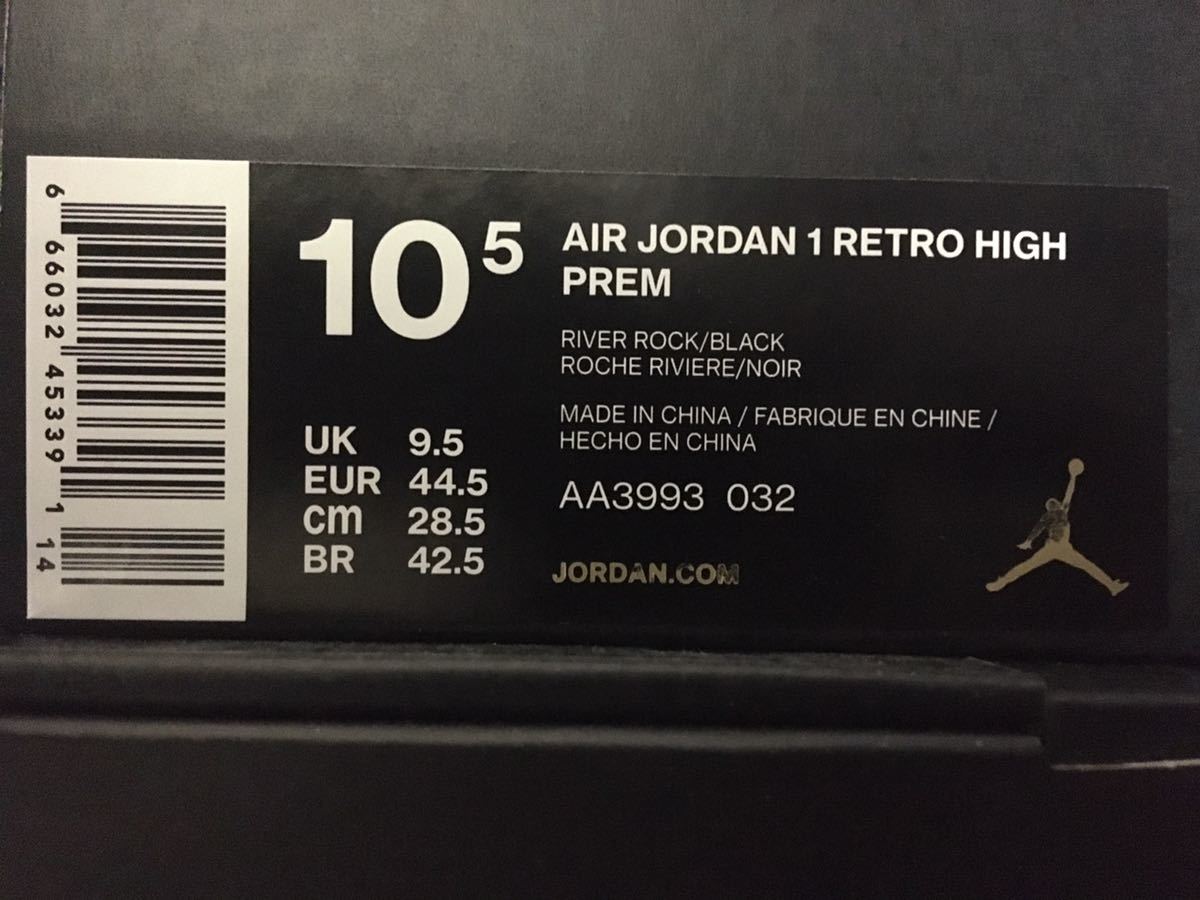 6 66032 45339 1 14
10 5
AIR JORDAN 1 RETRO HIGH
PREM
RIVER ROCK/BLACK
ROCHE RIVIERE/NOIR
MADE IN CHINA / FABRIQUE EN CHINE /
HECHO EN CHINA
UK 9.5
EUR 44.5
cm 28.5
BR 42.5
AA3993 032
JORDAN.COM